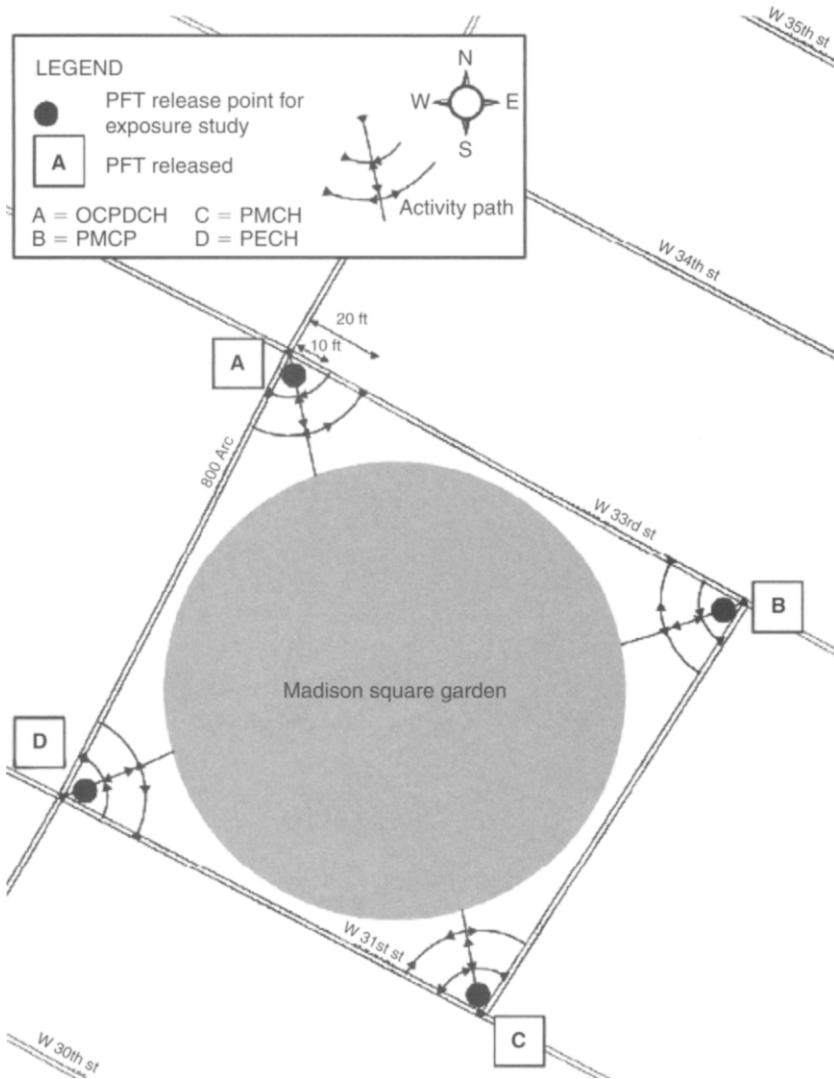 W 35th st
LEGEND
PFT release point for
exposure study
A
PFT released
N
W E
S
Activity path
A = OCPDCH C = PMCH
B = PMCP D = PECH
W 34th st
20 ft
10 ft
A
800 Arc
W 33rd st
B
Madison square garden
D
W 31st st
C
W 30th st